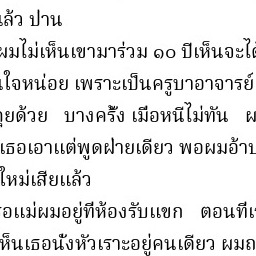 แล้ว ปาน
ผมไม่เห็นเขามาร่วม ๑๐ ปีเห็นจะได้
นใจหน่อย เพราะเป็นครูบาอาจารย์
คุยด้วย บางครั้ง เมื่อหนีไม่ทัน ผ
เธอเอาแต่พูดฝ่ายเดียว พอผมอ้าป
ใหม่เสียแล้ว
อแม่ผมอยู่ที่ห้องรับแขก ตอนที่เ
เห็นเธอนั่งหัวเราะอยู่คนเดียว ผมถ